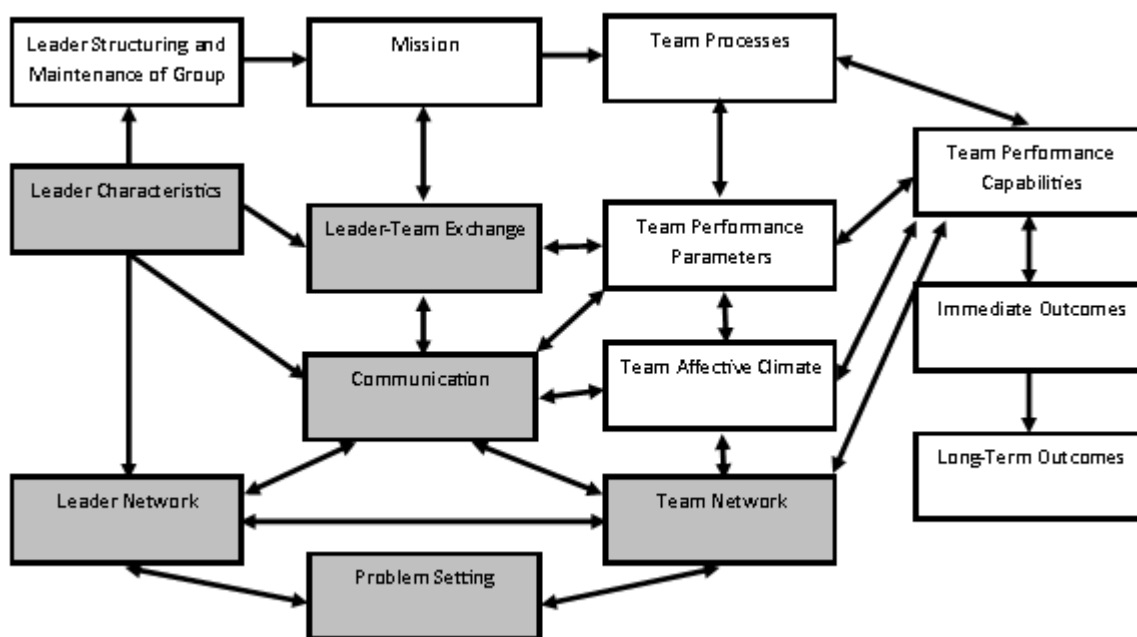 Leader Structuring and
Maintenance of Group
Mission
Team Processes
Team Performance
Capabilities
Leader Characteristics
Leader-Team Exchange
Team Performance
Parameters
Immediate Outcomes
Communication
Team Affective Climate
Long-Term Outcomes
Leader Network
Team Network
Problem Setting